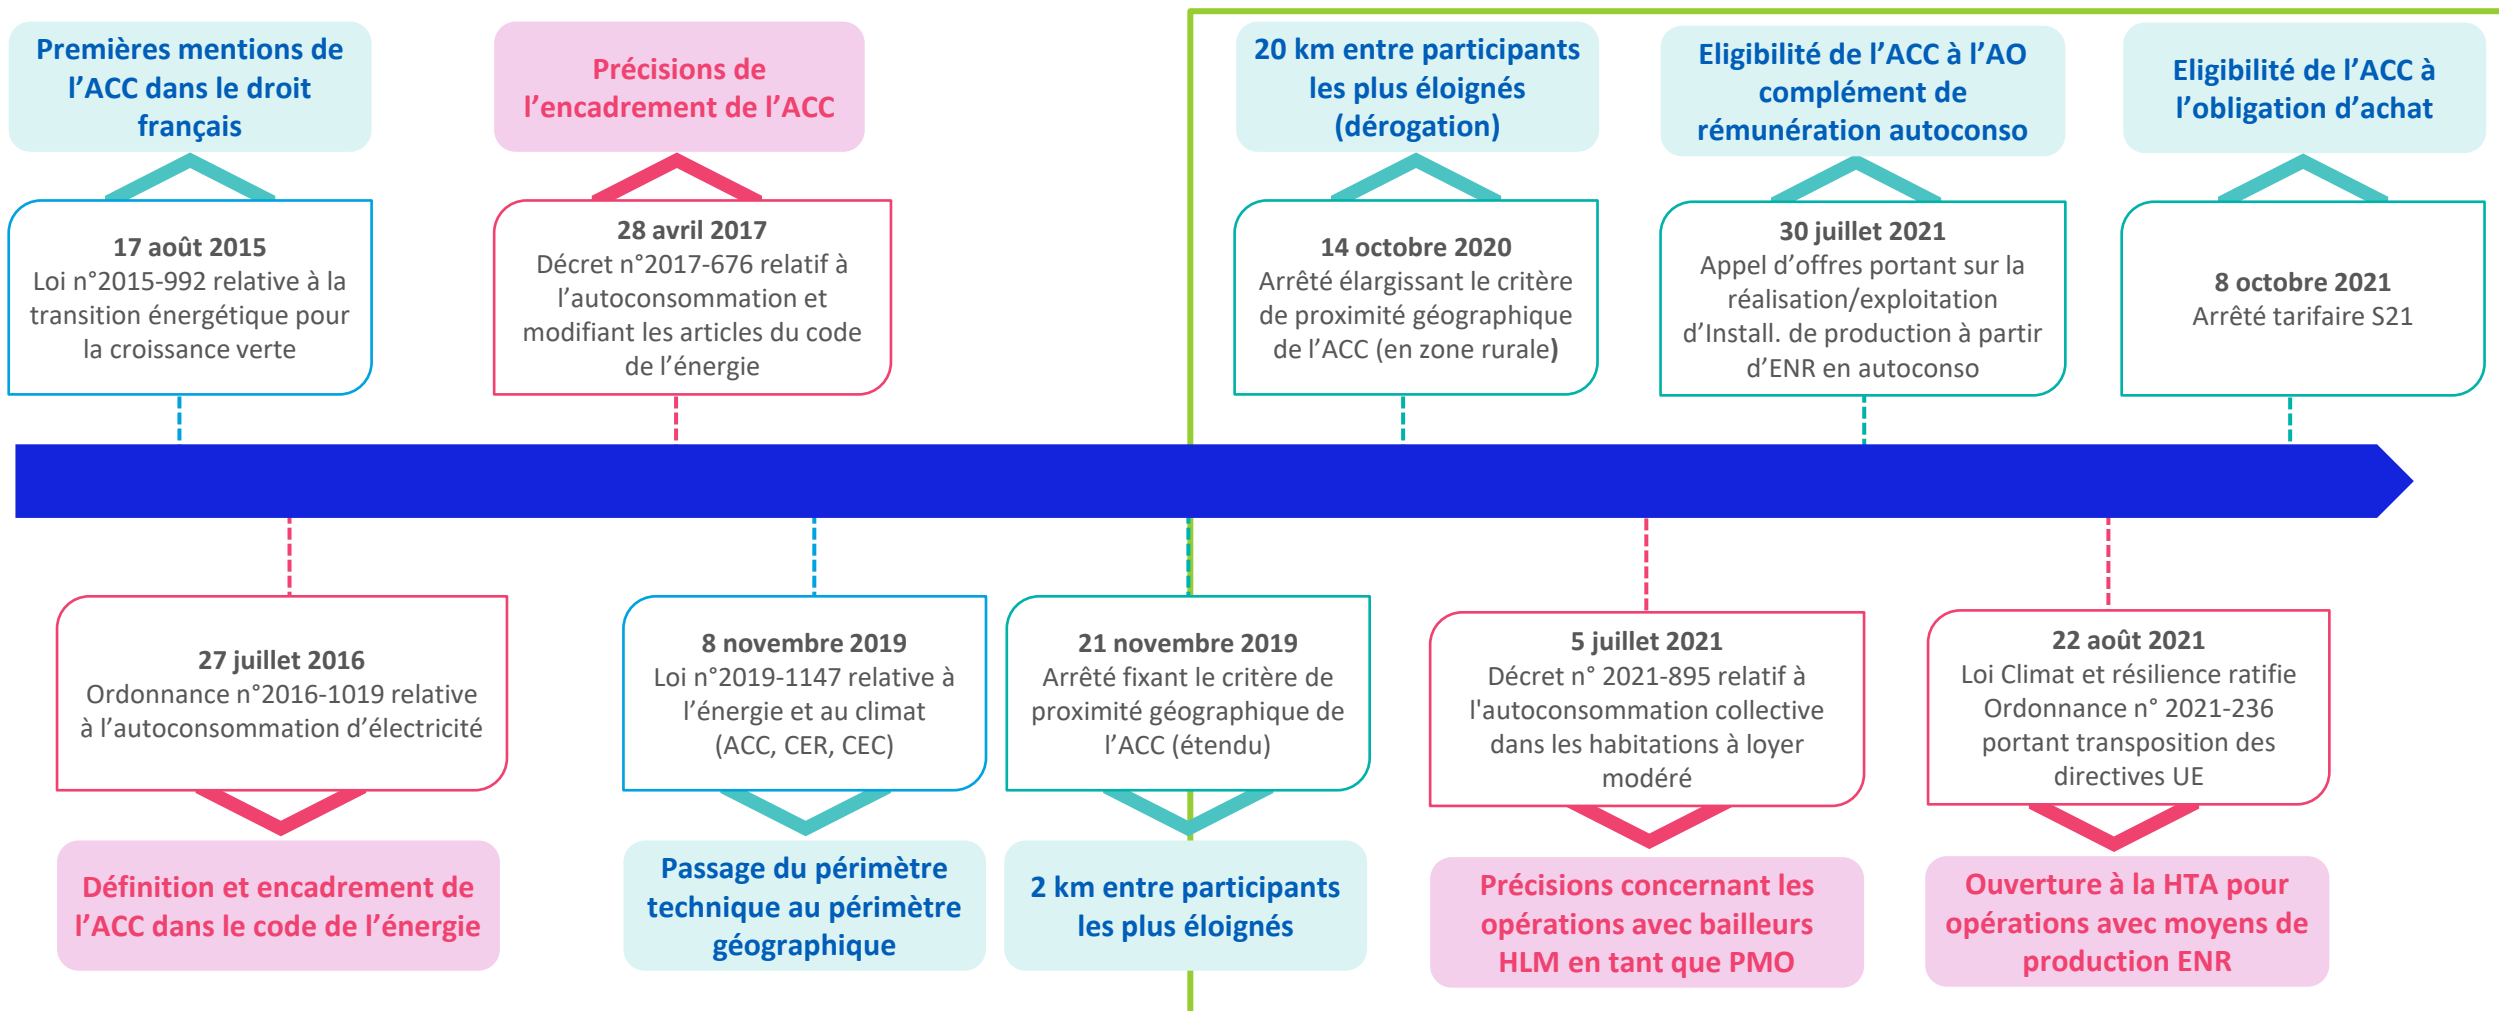 Premières mentions de
l’ACC dans le droit
français
17 août 2015
Loi n°2015-992 relative à la
transition énergétique pour
la croissance verte
Précisions de
l’encadrement de l’ACC
28 avril 2017
Décret n°2017-676 relatif à
l’autoconsommation et
modifiant les articles du code
de l’énergie
20 km entre participants
les plus éloignés
(dérogation)
14 octobre 2020
Arrêté élargissant le critère
de proximité géographique
de l’ACC (en zone rurale)
Eligibilité de l’ACC à l’AO
complément de
rémunération autoconso
30 juillet 2021
Appel d’offres portant sur la
réalisation/exploitation
d’Install. de production à partir
d’ENR en autoconso
Eligibilité de l’ACC à
l’obligation d’achat
8 octobre 2021
Arrêté tarifaire S21
27 juillet 2016
Ordonnance n°2016-1019 relative
à l’autoconsommation d’électricité
Définition et encadrement de
l’ACC dans le code de l’énergie
8 novembre 2019
Loi n°2019-1147 relative à
l’énergie et au climat
(ACC, CER, CEC)
Passage du périmètre
technique au périmètre
géographique
21 novembre 2019
Arrêté fixant le critère de
proximité géographique de
l’ACC (étendu)
2 km entre participants
les plus éloignés
5 juillet 2021
Décret n° 2021-895 relatif à
l'autoconsommation collective
dans les habitations à loyer
modéré
Précisions concernant les
opérations avec bailleurs
HLM en tant que PMO
22 août 2021
Loi Climat et résilience ratifie
Ordonnance n° 2021-236
portant transposition des
directives UE
Ouverture à la HTA pour
opérations avec moyens de
production ENR